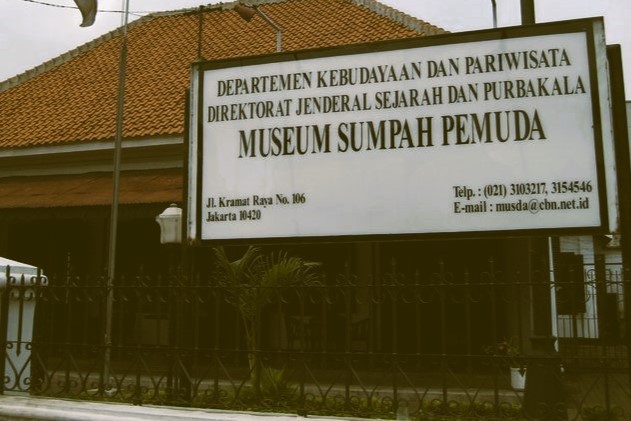 DEPARTEMEN KEBUDAYAAN DAN PARIWISATA
DIREKTORAT JENDERAL SEJARAH DAN PURBAKALA
MUSEUM SUMPAH PEMUDA
Jl. Kramat Raya No. 106
Jakarta 10420
Telp. : (021) 3103217, 3154546
E-mail : musda@cbn.net.id